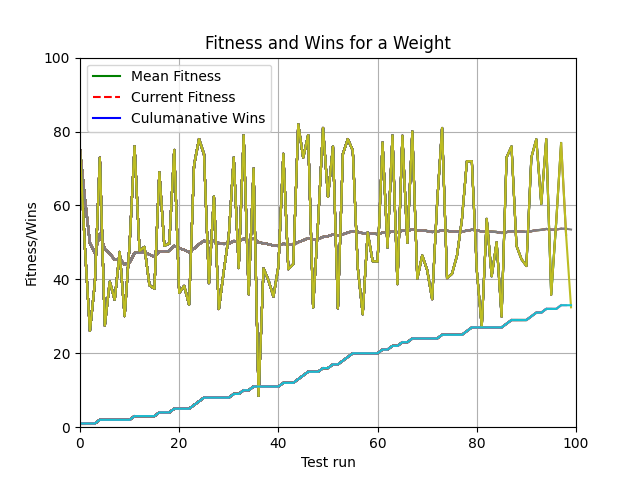 Fitness and Wins for a Weight
100
80
60
40
20
0
Fitness/Wins
Mean Fitness
Current Fitness
Culumanative Wins
0 20 40 60 80 100
Test run